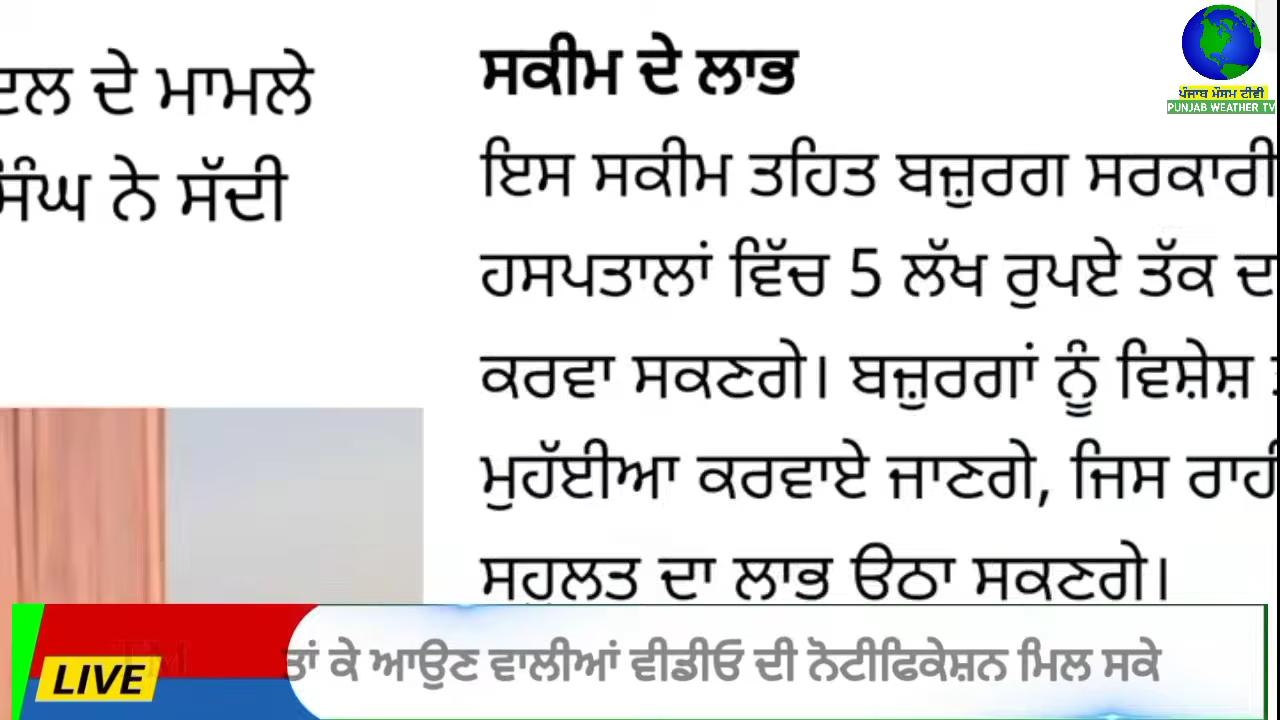 ਦਲ ਦੇ ਮਾਮਲੇ
ਸੰਘ ਨੇ ਸੱਦੀ
ਸਕੀਮ ਦੇ ਲਾਭ
ਇਸ ਸਕੀਮ ਤਹਿਤ ਬਜ਼ੁਰਗ ਸਰਕਾਰੀ
ਹਸਪਤਾਲਾਂ ਵਿੱਚ 5 ਲੱਖ ਰੁਪਏ ਤੱਕ ਦ
ਕਰਵਾ ਸਕਣਗੇ। ਬਜ਼ੁਰਗਾਂ ਨੂੰ ਵਿਸ਼ੇਸ਼
ਮੁਹੱਈਆ ਕਰਵਾਏ ਜਾਣਗੇ, ਜਿਸ ਰਾਹੀਂ
ਸਹੂਲਤ ਦਾ ਲਾਭ ਉਠਾ ਸਕਣਗੇ।
ਪੰਜਾਬ ਮੌਸਮ ਟੀਵੀ
PUNJAB WEATHER TV
LIVE
ਤਾਂ ਕੇ ਆਉਣ ਵਾਲੀਆਂ ਵੀਡੀਓ ਦੀ ਨੋਟੀਫਿਕੇਸ਼ਨ ਮਿਲ ਸਕੇ